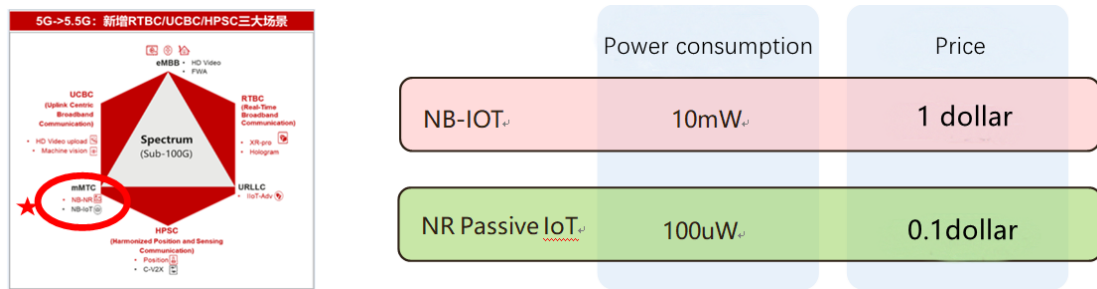 5G->5.5G：新增RTBC/UCBC/HPSC三大场景
eMBB
• HD Video
• FWA
UCBC
(Uplink Centric
Broadband
Communication)
• HD Video upload
• Machine vision
RTBC
(Real-Time
Broadband
Communication)
• XR-pro
• Hologram
Spectrum
(Sub-100G)
mMTC
• NB-NR
• NB-IoT
URLLC
• IIoT-Adv
HPSC
(Harmonized Position and Sensing
Communication)
• Position
• C-V2X
Power consumption Price
NB-IOT 10mW 1 dollar
NR Passive IoT 100uW 0.1dollar